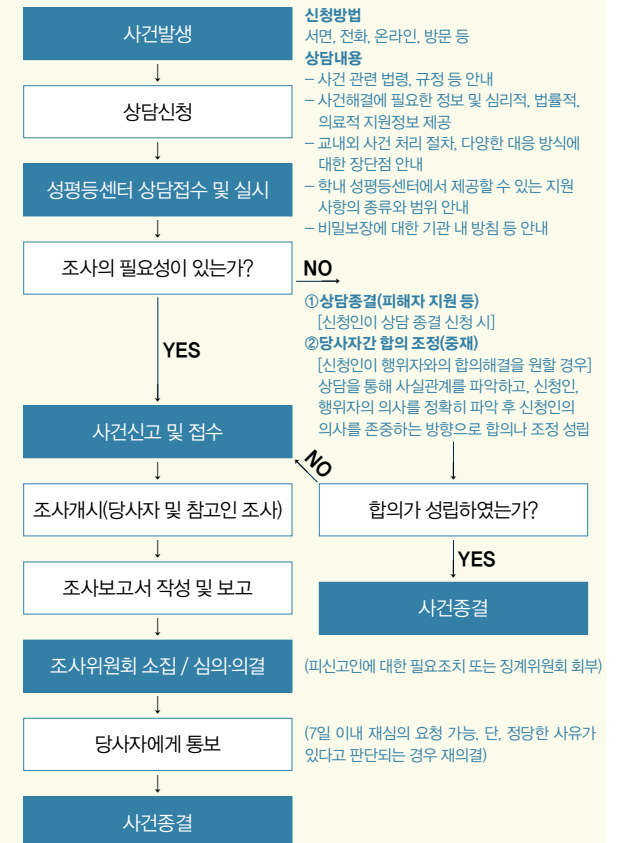 사건발생
신청방법
서면, 전화, 온라인, 방문 등
상담내용
– 사건 관련 법령, 규정 등 안내
– 사건해결에 필요한 정보 및 심리적, 법률적,
의료적 지원정보 제공
– 교내외 사건 처리 절차, 다양한 대응 방식에
대한 장단점 안내
– 학내 성평등센터에서 제공할 수 있는 지원
사항의 종류와 범위 안내
– 비밀보장에 대한 기관 내 방침 등 안내
상담신청
성평등센터 상담접수 및 실시
조사의 필요성이 있는가?
NO
①상담종결(피해자 지원 등)
[신청인이 상담 종결 신청 시]
②당사자간 합의 조정(중재)
[신청인이 행위자와의 합의해결을 원할 경우]
상담을 통해 사실관계를 파악하고, 신청인,
행위자의 의사를 정확히 파악 후 신청인의
의사를 존중하는 방향으로 합의나 조정 성립
YES
사건신고 및 접수
NO
조사개시(당사자 및 참고인 조사)
합의가 성립하였는가?
YES
사건종결
조사보고서 작성 및 보고
조사위원회 소집 / 심의·의결
(피신고인에 대한 필요조치 또는 징계위원회 회부)
당사자에게 통보
(7일 이내 재심의 요청 가능, 단, 정당한 사유가
있다고 판단되는 경우 재의결)
사건종결